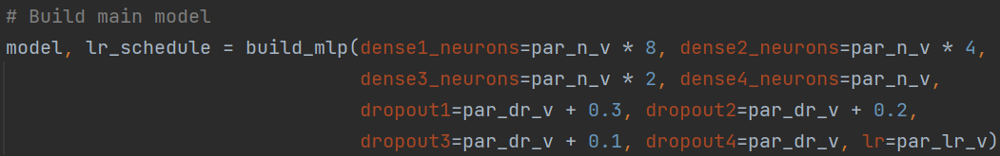 # Build main model
model, lr_schedule = build_mlp(dense1_neurons=par_n_v * 8, dense2_neurons=par_n_v * 4,
dense3_neurons=par_n_v * 2, dense4_neurons=par_n_v,
dropout1=par_dr_v + 0.3, dropout2=par_dr_v + 0.2,
dropout3=par_dr_v + 0.1, dropout4=par_dr_v, lr=par_lr_v)